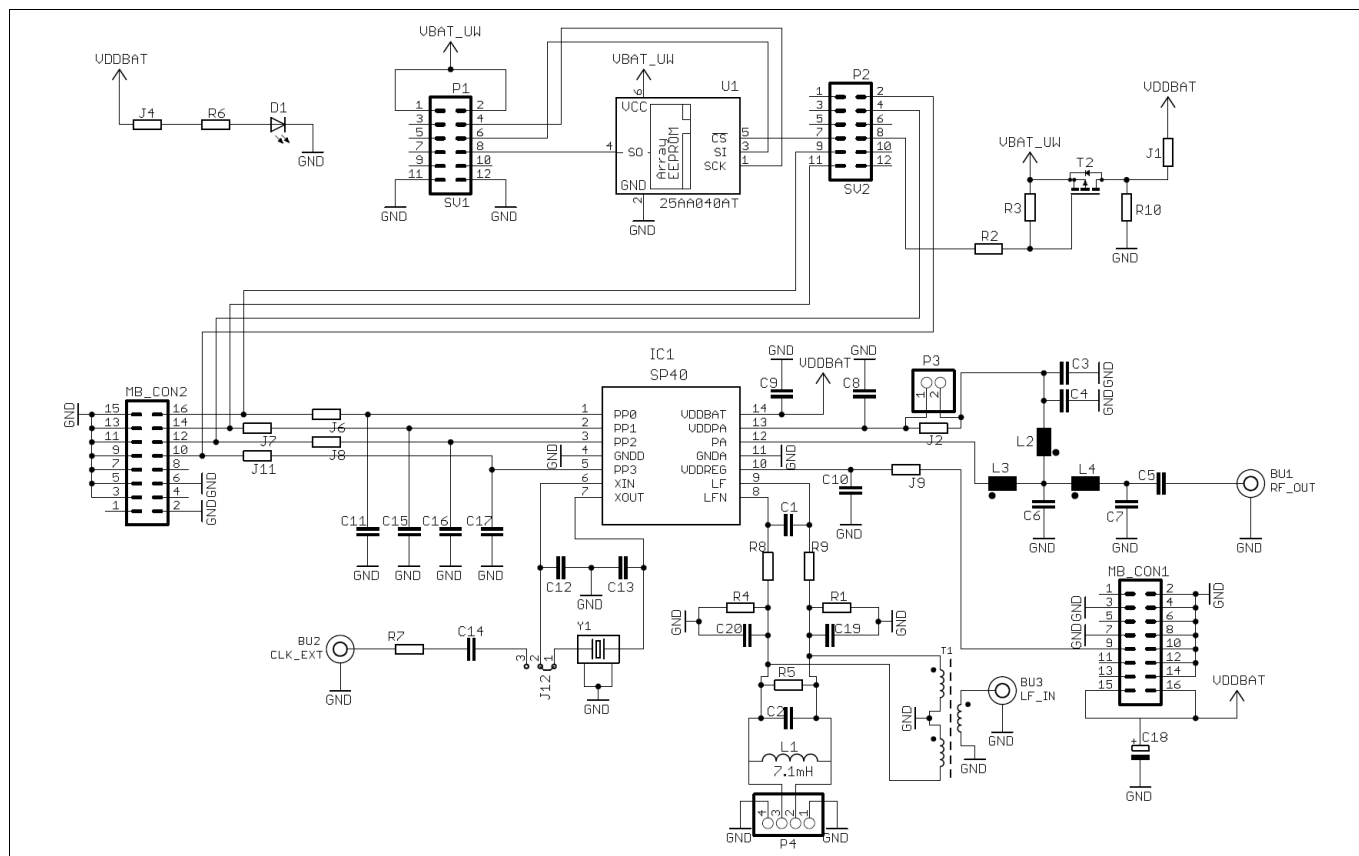 VBAT_UW
VDDBAT
J4
R6
D1
GND
P1
1
2
3
4
5
6
7
8
9
10
11
12
SV1
GND
GND
VBAT_UW
U1
6
VCC
4
SO
Array
EEPROM
CS
5
SI
3
SCK
1
GND
2
25AA040AT
GND
P2
1
2
3
4
5
6
7
8
9
10
11
12
SV2
VDDBAT
J1
VBAT_UW
T2
R3
R10
R2
GND
MB_CON2
GND
15
16
13
14
11
12
9
10
7
8
5
6
3
4
1
2
GND
GND
J6
J7
J8
J11
C11
C15
C16
C17
GND
GND
GND
GND
IC1
SP40
1
PP0
2
PP1
3
PP2
4
GNDD
5
PP3
6
XIN
7
XOUT
VDDBAT
14
VDDPA
13
PA
12
GNDA
11
VDDREG
10
LF
9
LFN
8
GND
GND
GND
GND
C9
VDDBAT
C8
P3
1
2
J2
C3
GND
C4
GND
L2
L3
L4
C5
BU1
RF_OUT
C6
C7
GND
GND
GND
C10
J9
GND
C1
R8
R9
R4
R1
GND
GND
C20
C19
C12
C13
GND
Y1
GND
BU2
CLK_EXT
R7
C14
GND
3
2
1
J12
R5
C2
L1
7.1mH
4
3
2
1
P4
GND
GND
T1
GND
BU3
LF_IN
GND
GND
MB_CON1
1
2
3
4
5
6
7
8
9
10
11
12
13
14
15
16
GND
GND
GND
VDDBAT
C18
+
GND